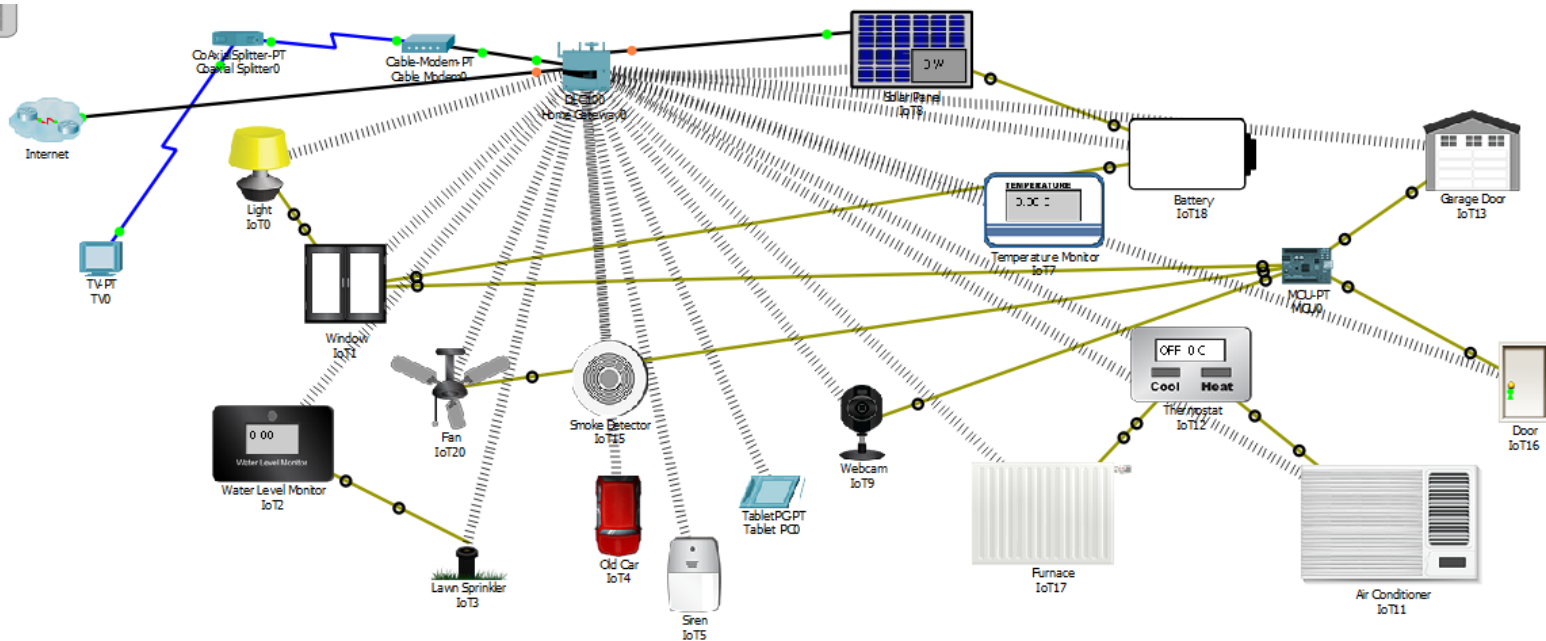 CoAxialSplitter-PT
Coaxial Splitter0
Cable-Modem-PT
Cable Modem0
DLC100
Home Gateway0
0 W
Solar Panel
IoT8
Internet
Light
IoT0
TV-PT
TV0
Window
IoT1
TEMPERATURE
Temperature Monitor
IoT7
Battery
IoT18
Garage Door
IoT13
MCU-PT
MCU0
OFF 0 C
Cool Heat
Thermostat
IoT12
Door
IoT16
0 00
Water Level Monitor
Water Level Monitor
IoT2
Fan
IoT20
Smoke Detector
IoT15
Webcam
IoT9
TabletPC-PT
Tablet PC0
Lawn Sprinkler
IoT3
Old Car
IoT4
Siren
IoT5
Furnace
IoT17
Air Conditioner
IoT11